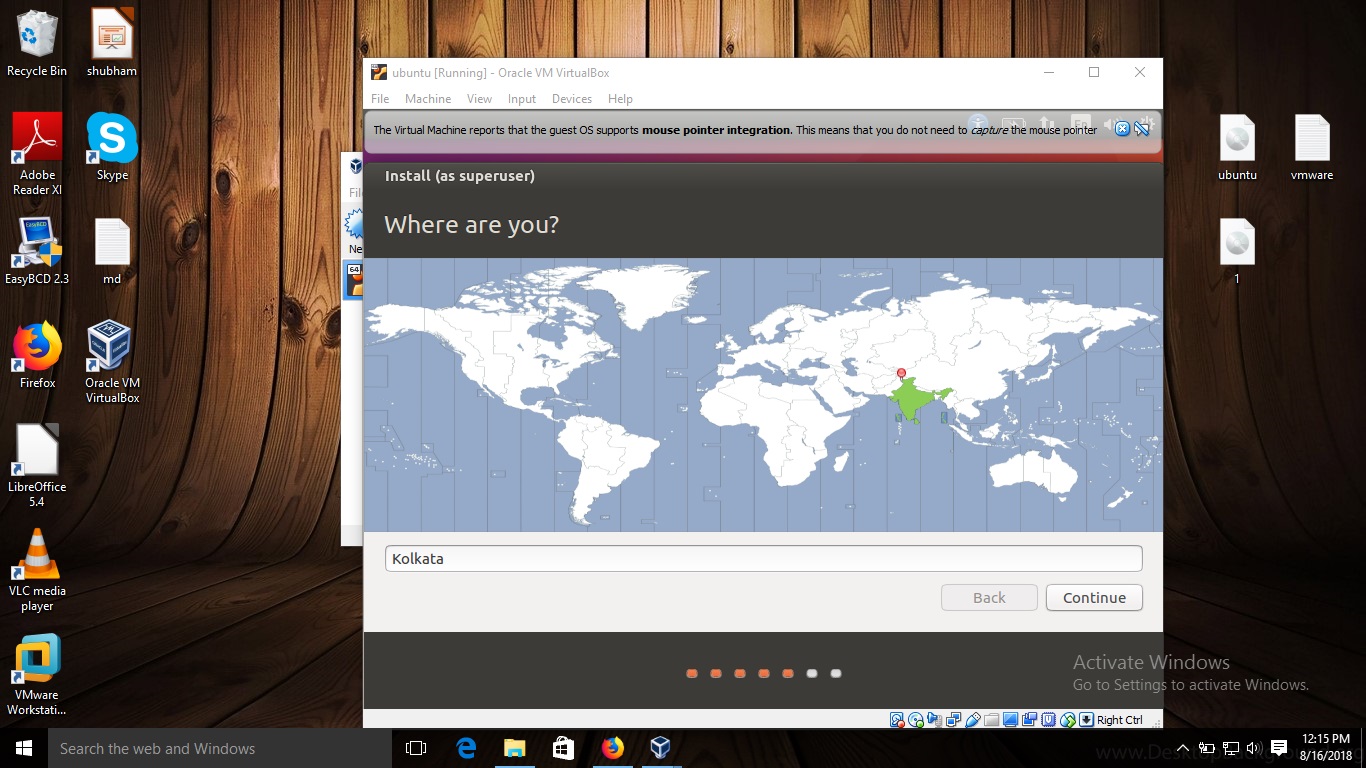 Recycle Bin
shubham
Adobe
Reader XI
Skype
EasyBCD 2.3
md
Firefox
Oracle VM
VirtualBox
LibreOffice
5.4
VLC media
player
VMware
Workstati...
ubuntu [Running] - Oracle VM VirtualBox
File Machine View Input Devices Help
The Virtual Machine reports that the guest OS supports mouse pointer integration. This means that you do not need to capture the mouse pointer
Install (as superuser)
Where are you?
Fil
Ne
64
Kolkata
Back
Continue
Right Ctrl
ubuntu
vmware
1
Activate Windows
Go to Settings to activate Windows.
Search the web and Windows
12:15 PM
8/16/2018